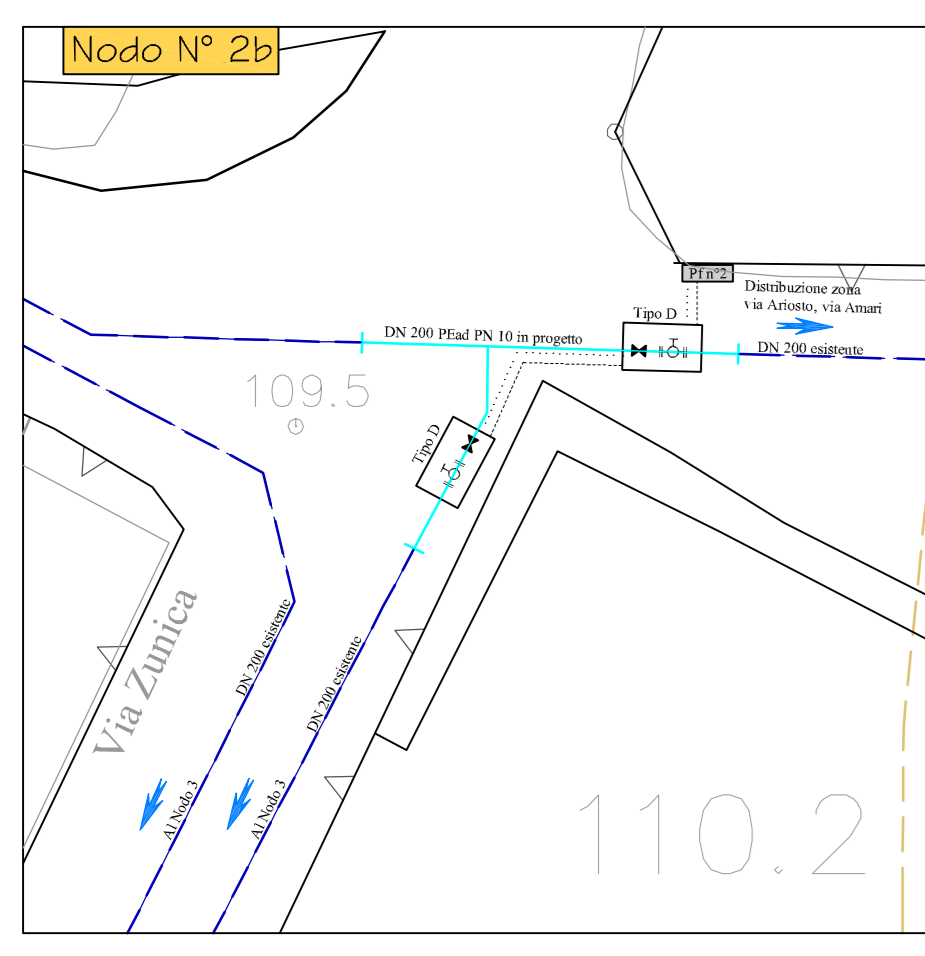 Nodo N° 2b
Pf n°2
Distribuzione zona
via Ariosto, via Amari
Tipo D
DN 200 PEad PN 10 in progetto
DN 200 esistente
109.5
Tipo D
DN 200 esistente
DN 200 esistente
Via Zunica
Al Nodo 3
Al Nodo 3
110.2